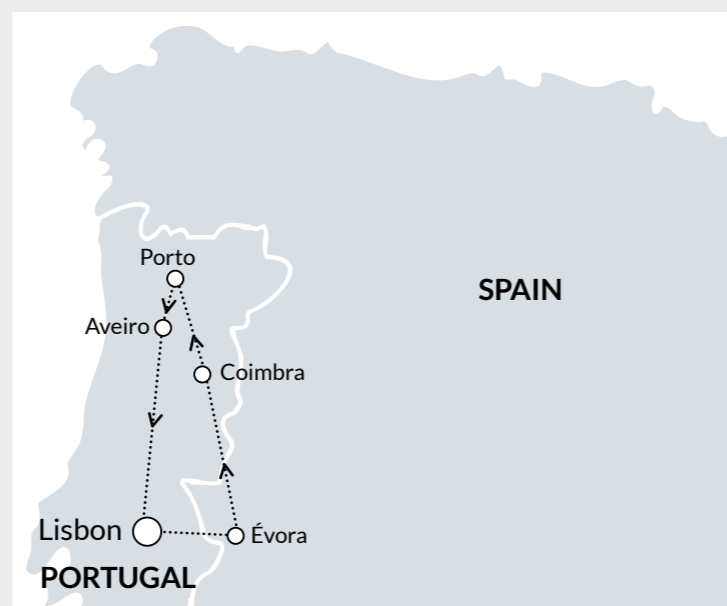 Porto
SPAIN
Aveiro
Coimbra
Lisbon
Évora
PORTUGAL